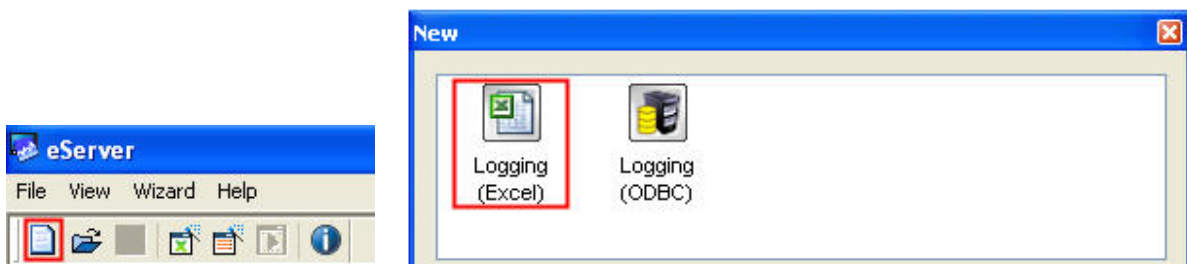 eServer
File View Wizard Help
New
Logging
(Excel)
Logging
(ODBC)